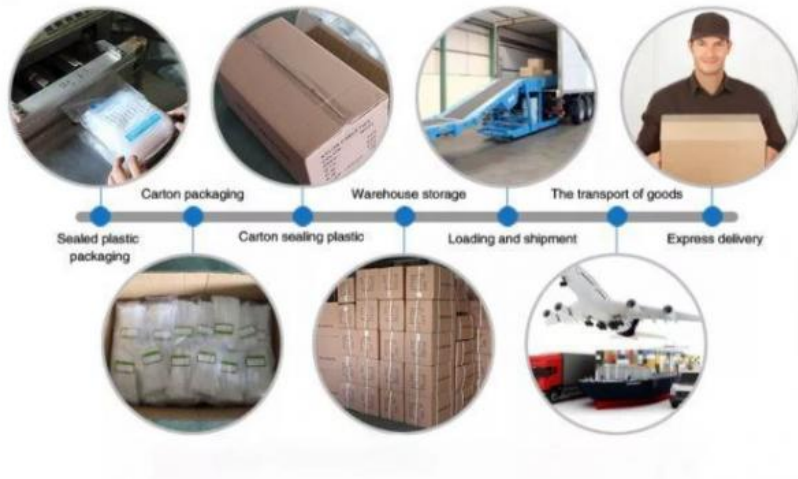 Carton packaging
Warehouse storage
The transport of goods
Sealed plastic
packaging
Carton sealing plastic
Loading and shipment
Express delivery